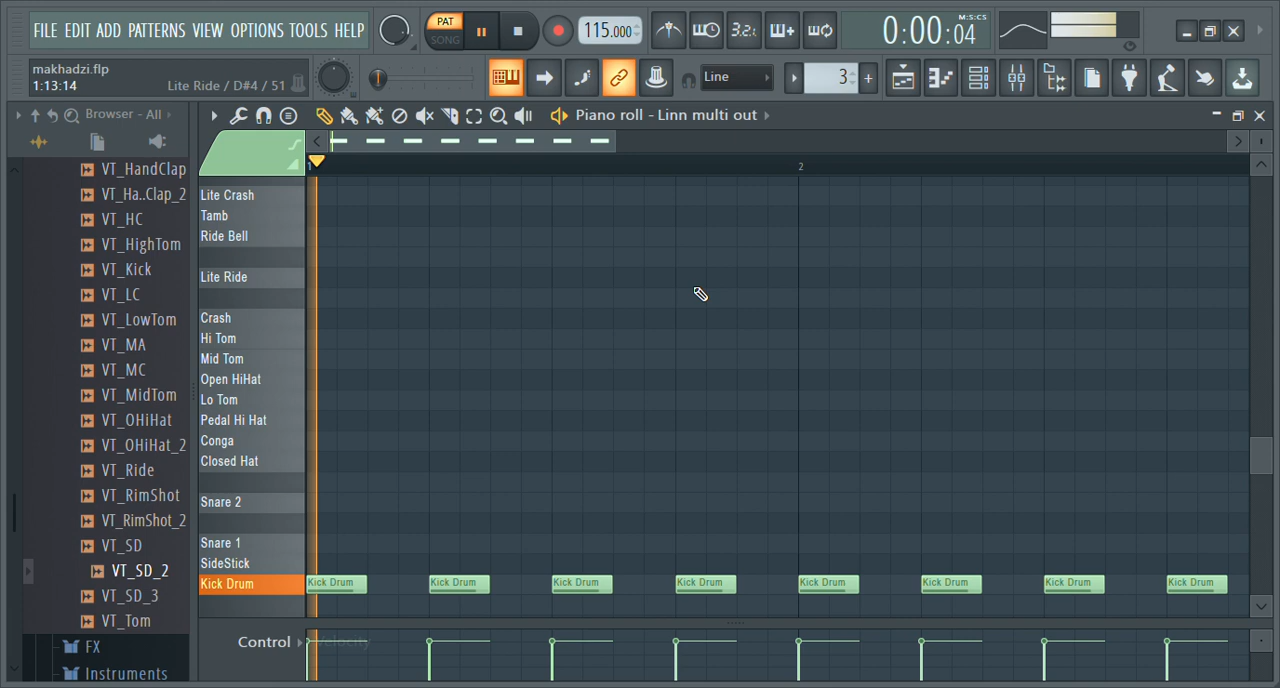 FILE EDIT ADD PATTERNS VIEW OPTIONS TOOLS HELP
PAT
SONG
115.000
3.2.
0:00:04
M:S:CS
makhadzi.flp
1:13:14
Lite Ride / D#4 / 51
Line
3
Browser - All
Piano roll - Linn multi out
VT_HandClap
VT_Ha..Clap_2
VT_HC
VT_HighTom
VT_Kick
VT_LC
VT_LowTom
VT_MA
VT_MC
VT_MidTom
VT_OHiHat
VT_OHiHat_2
VT_Ride
VT_RimShot
VT_RimShot_2
VT_SD
VT_SD_2
VT_SD_3
VT_Tom
FX
Instruments
1
2
Lite Crash
Tamb
Ride Bell
Lite Ride
Crash
Hi Tom
Mid Tom
Open HiHat
Lo Tom
Pedal Hi Hat
Conga
Closed Hat
Snare 2
Snare 1
SideStick
Kick Drum
Kick Drum Kick Drum Kick Drum Kick Drum Kick Drum Kick Drum Kick Drum Kick Drum
Control
Velocity